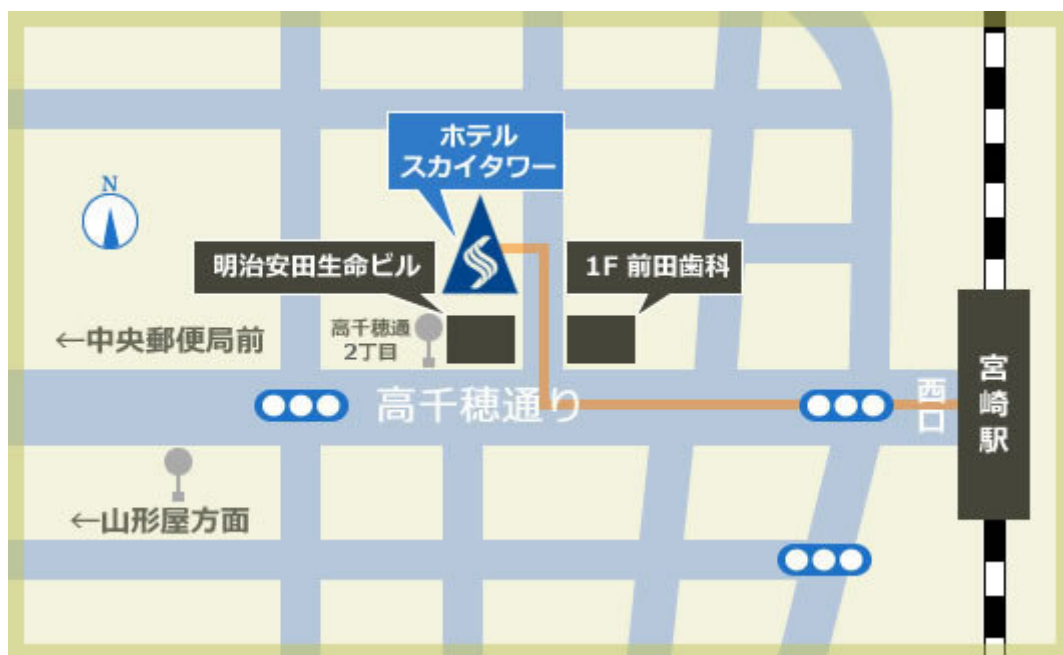 ホテル
スカイタワー
N
明治安田生命ビル
1F 前田歯科
高千穂通
2丁目
←中央郵便局前
高千穂通り
西口
宮崎駅
←山形屋方面